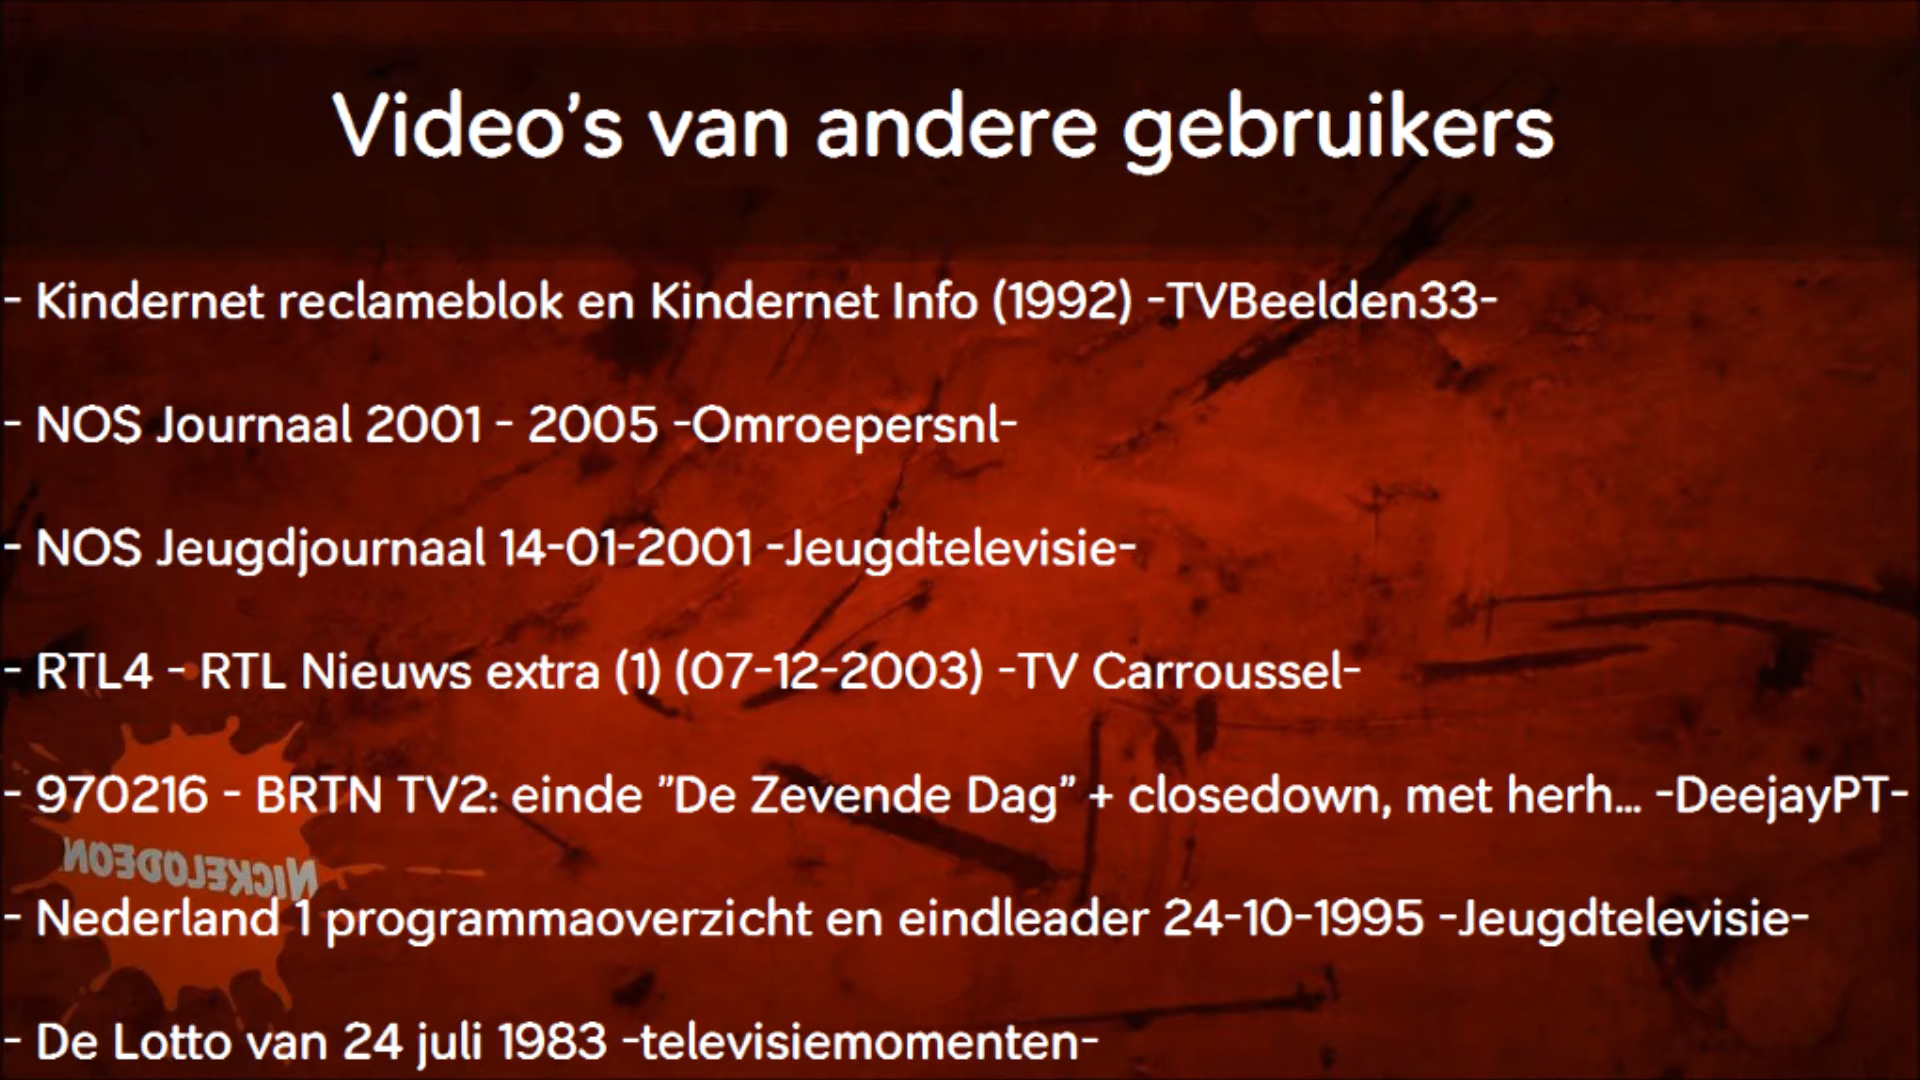 Video's van andere gebruikers
- Kindernet reclameblok en Kindernet Info (1992) -TVBeelden33-
- NOS Journaal 2001 - 2005 -Omroepersnl-
- NOS Jeugdjournaal 14-01-2001 -Jeugdtelevisie-
- RTL4 - RTL Nieuws extra (1) (07-12-2003) -TV Carroussel-
- 970216 - BRTN TV2: einde "De Zevende Dag" + closedown, met herh... -DeejayPT-
NICKELODEON
- Nederland 1 programmaoverzicht en eindleader 24-10-1995 -Jeugdtelevisie-
- De Lotto van 24 juli 1983 -televisiemomenten-